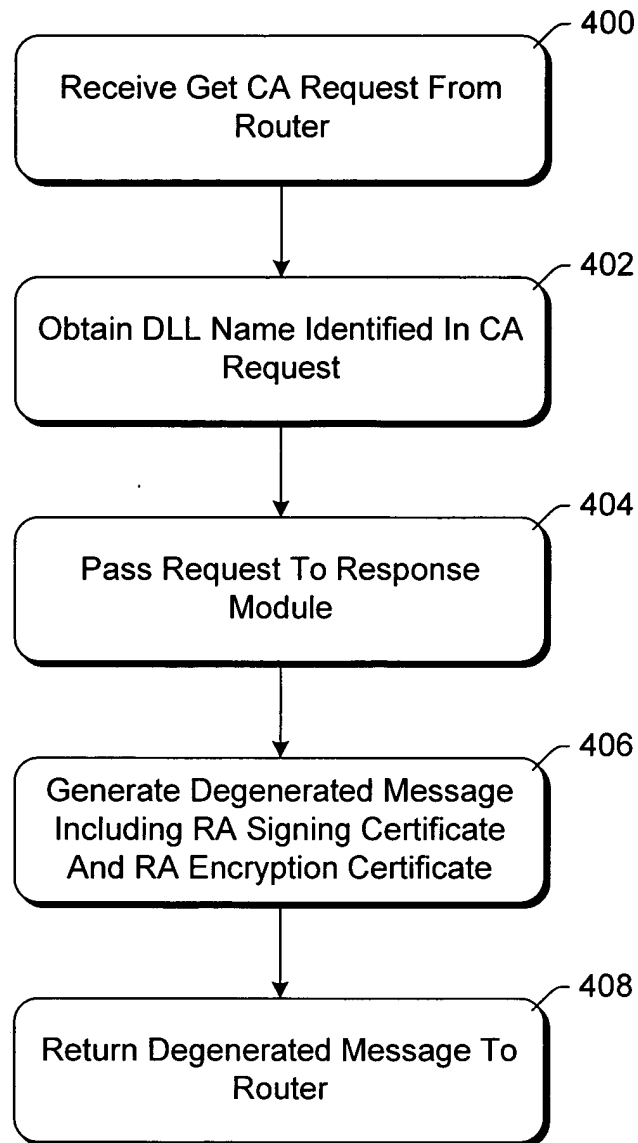 400
Receive Get CA Request From
Router
402
Obtain DLL Name Identified In CA
Request
404
Pass Request To Response
Module
406
Generate Degenerated Message
Including RA Signing Certificate
And RA Encryption Certificate
408
Return Degenerated Message To
Router